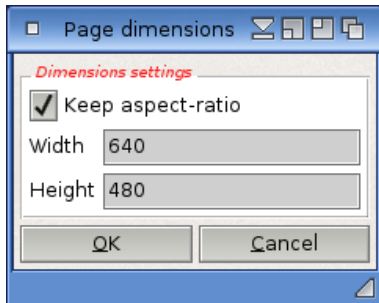 Page dimensions
Dimensions settings
Keep aspect-ratio
Width 640
Height 480
OK Cancel